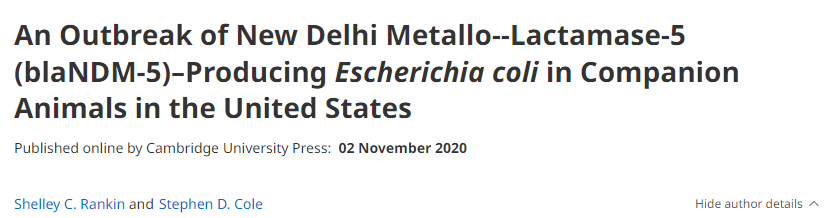 An Outbreak of New Delhi Metallo--Lactamase-5
(blaNDM-5)–Producing Escherichia coli in Companion
Animals in the United States
Published online by Cambridge University Press: 02 November 2020
Shelley C. Rankin and Stephen D. Cole
Hide author details